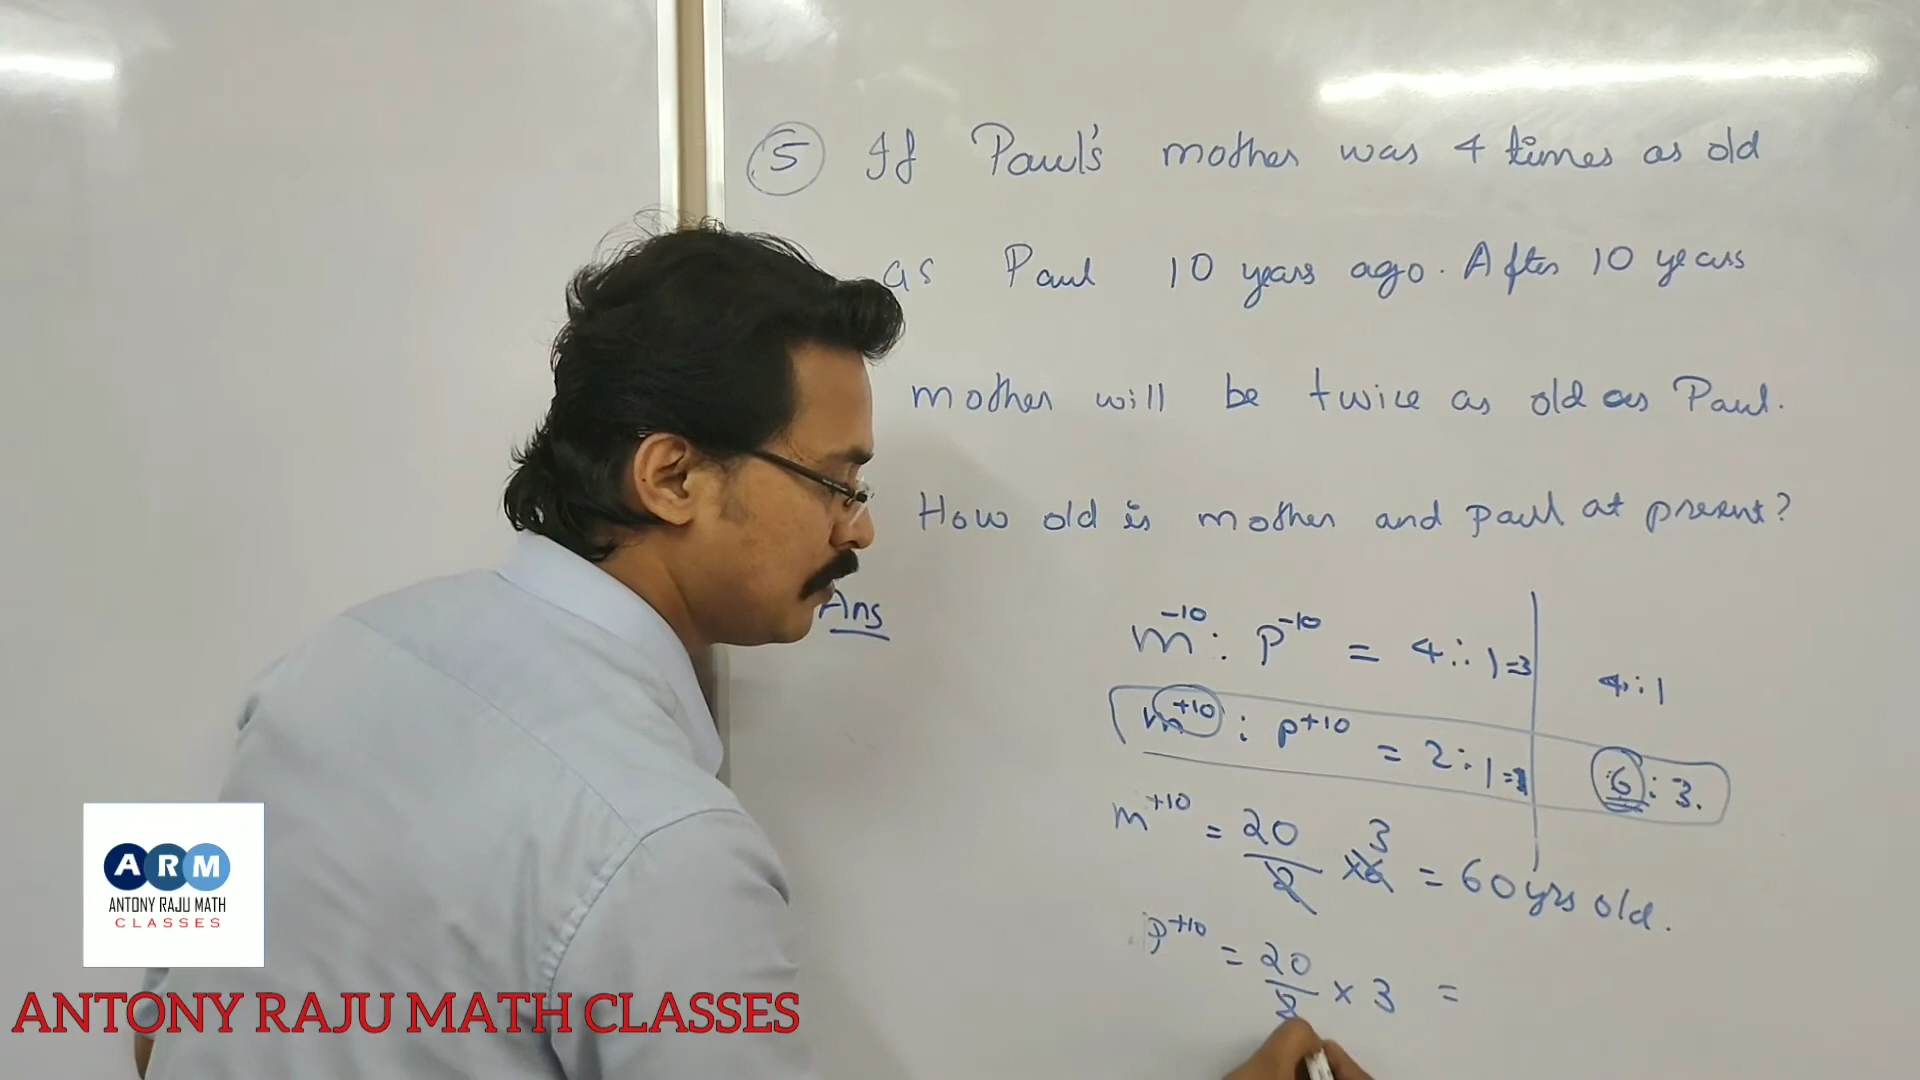 5 If Paul's mother was 4 times as old
as Paul 10 years ago. After 10 years
mother will be twice as old as Paul.
How old is mother and paul at present?
Ans
m-10 : p-10 = 4 : 1=3
4 : 1
m+10 : p+10 = 2 : 1=1
6 : 3.
m+10 = 20/2 ×6 3 = 60 yrs old.
p+10 = 20/2 × 3 =
ARM
ANTONY RAJU MATH
CLASSES
ANTONY RAJU MATH CLASSES